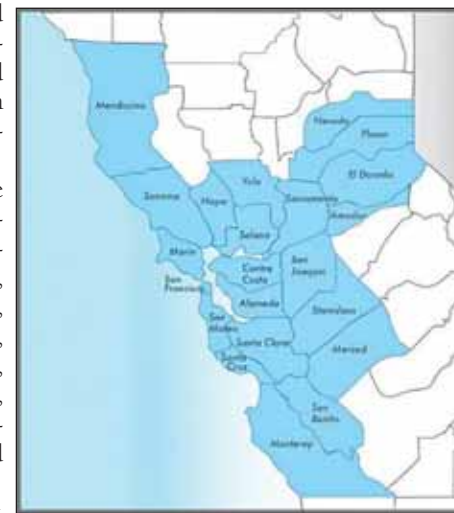 Mendocino
Nevada
Placer
El Dorado
Yolo
Sonoma
Napa
Sacramento
Amador
Solano
Marin
Contra
Costa
San
Joaquin
San
Francisco
Alameda
Stanislaus
San
Mateo
Santa Clara
Merced
Santa
Cruz
San
Benito
Monterey